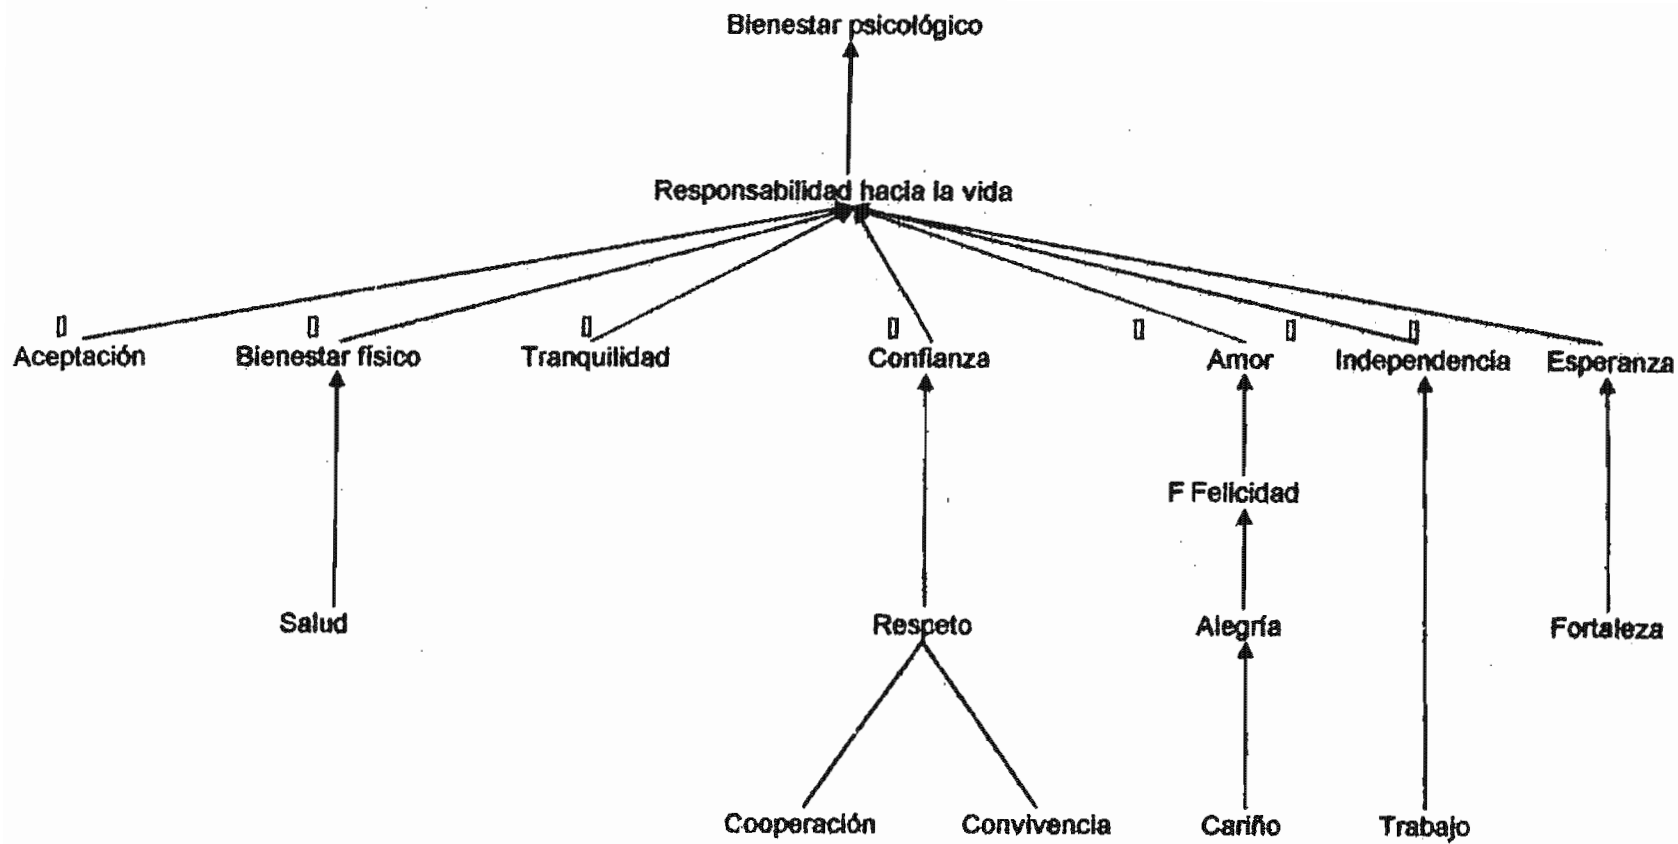 Bienestar psicológico
Responsabilidad hacia la vida
Aceptación Bienestar físico Tranquilidad Confianza Amor Independencia Esperanza
F Felicidad
Salud Respeto Alegría Fortaleza
Cooperación Convivencia Cariño Trabajo